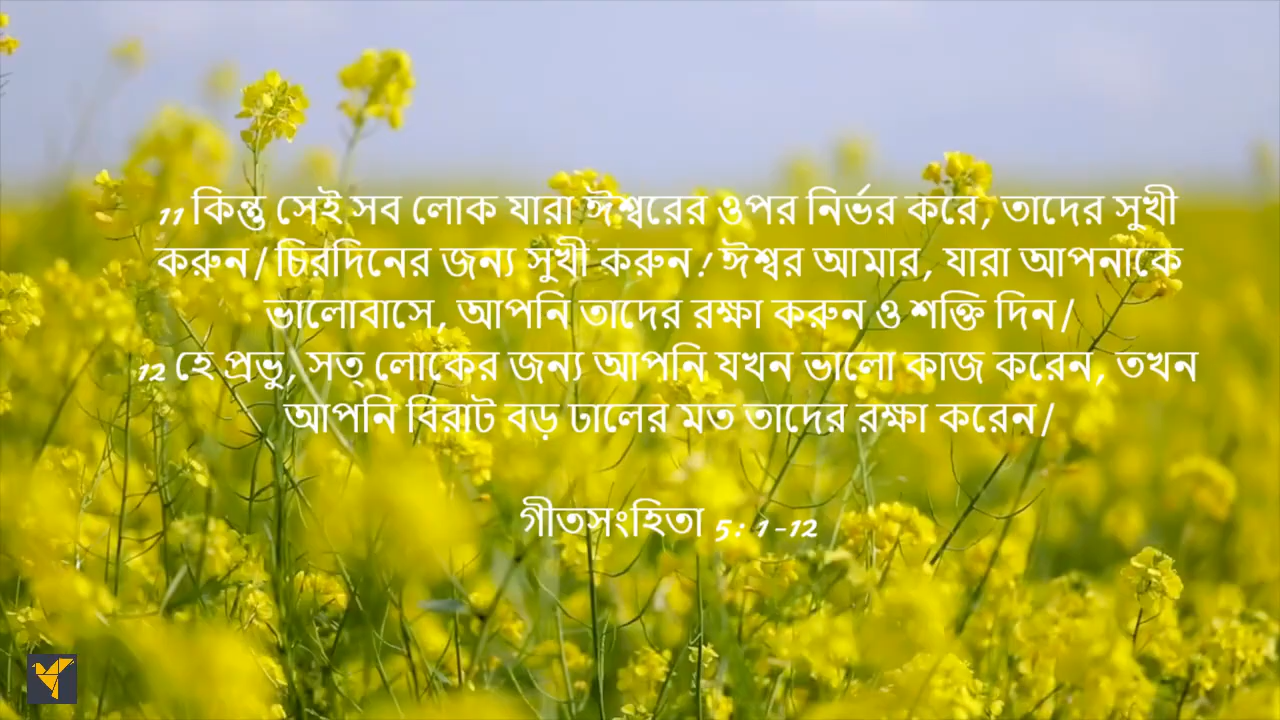 11 কিন্তু সেই সব লোক যারা ঈশ্বরের ওপর নির্ভর করে, তাদের সুখী
করুন/ চিরদিনের জন্য সুখী করুন! ঈশ্বর আমার, যারা আপনাকে
ভালোবাসে, আপনি তাদের রক্ষা করুন ও শক্তি দিন/
12 হে প্রভু, সত্‌ লোকের জন্য আপনি যখন ভালো কাজ করেন, তখন
আপনি বিরাট বড় ঢালের মত তাদের রক্ষা করেন/
গীতসংহিতা 5: 1-12